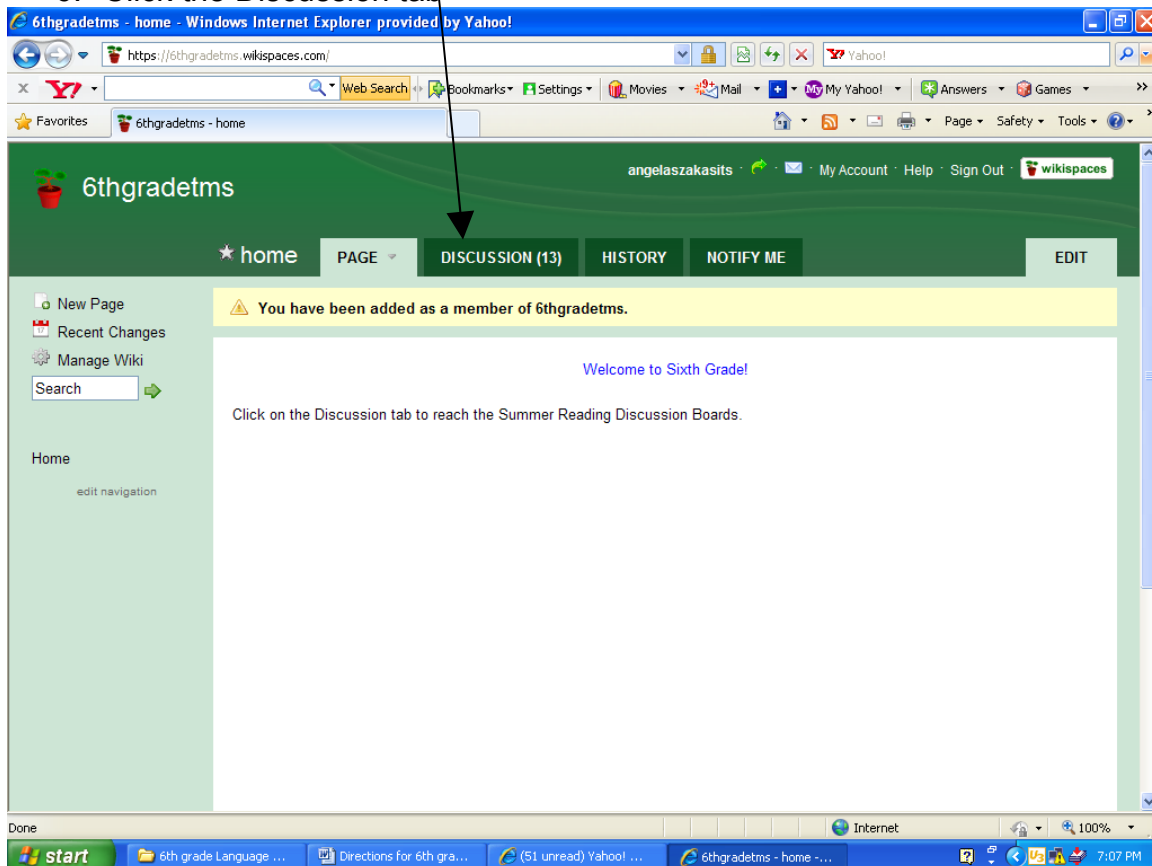 Click the Discussion tab
6thgradetms - home - Windows Internet Explorer provided by Yahoo!
https://6thgradetms.wikispaces.com/
Yahoo!
x Y! Web Search Bookmarks Settings Movies Mail My Yahoo! Answers Games >>
Favorites 6thgradetms - home Page Safety Tools
6thgradetms
angelaszakasits My Account Help Sign Out wikispaces
home PAGE DISCUSSION (13) HISTORY NOTIFY ME EDIT
New Page
Recent Changes
Manage Wiki
Search
Home
edit navigation
You have been added as a member of 6thgradetms.
Welcome to Sixth Grade!
Click on the Discussion tab to reach the Summer Reading Discussion Boards.
Done Internet 100%
start 6th grade Language ... Directions for 6th gra... (51 unread) Yahoo! ... 6thgradetms - home -... 7:07 PM